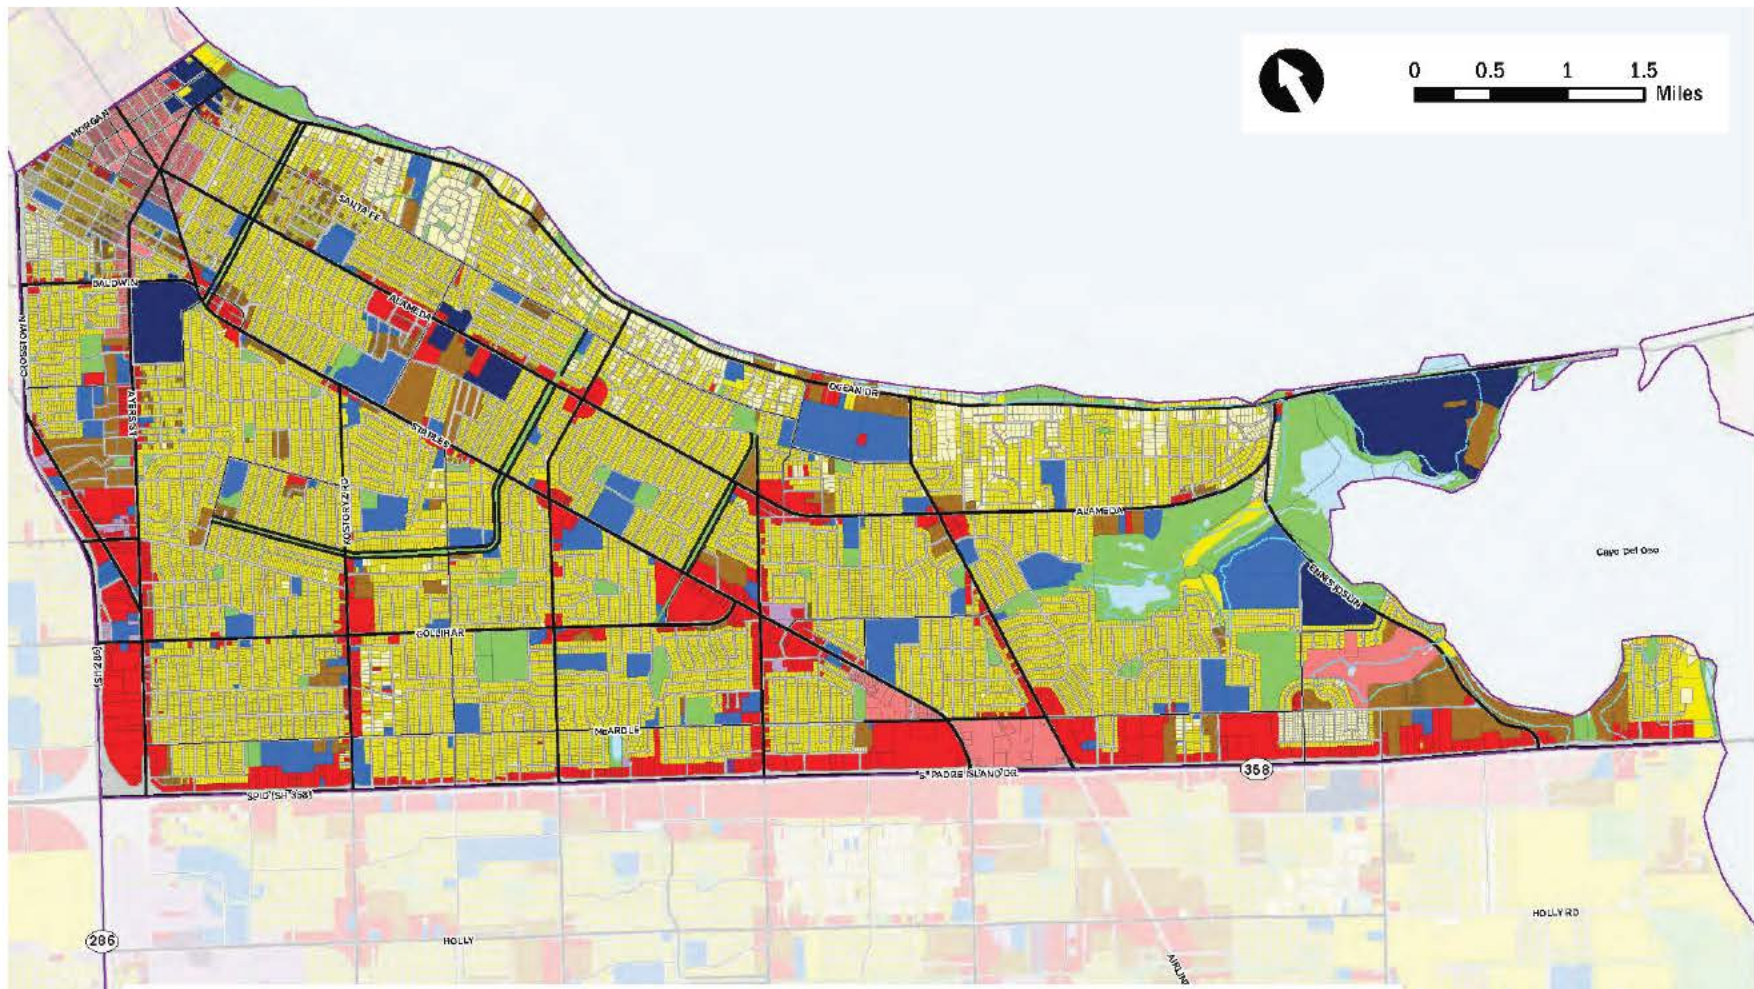 0 0.5 1 1.5
Miles
MORGAN
SANTA FE
BALDWIN
ALAMEDA
CROSSTOWN
AYERS ST
OCEAN DR
STAPLES
KOSTORYZ RD
ALAMEDA
Cayo Del Oso
ENNIS JOSLIN
GOLLIHAR
(SH 286)
McARDLE
S. PADRE ISLAND DR.
358
SPID (SH 358)
HOLLY RD
286
HOLLY
AIRLINE